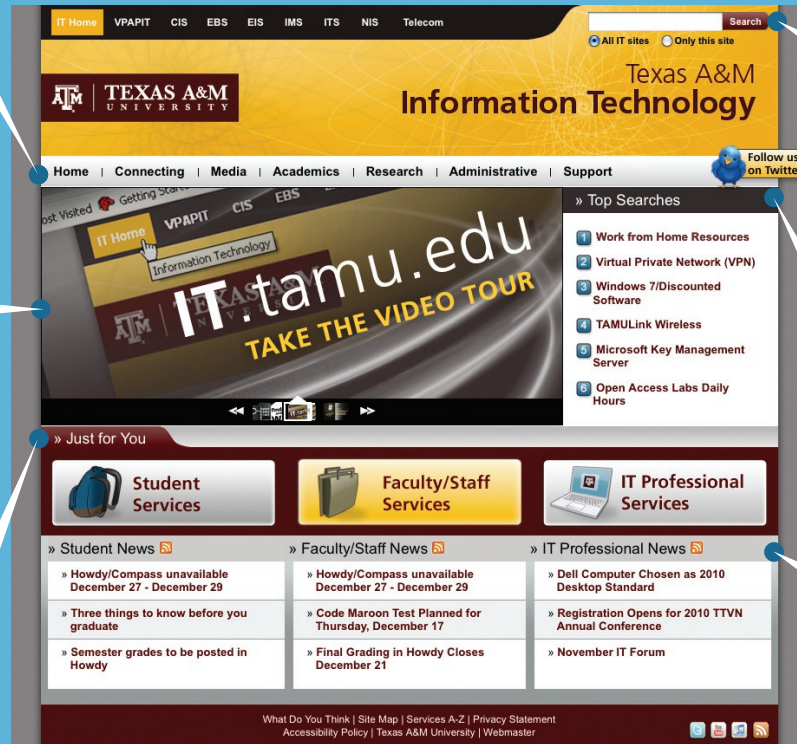 IT Home VPAPIT CIS EBS EIS IMS ITS NIS Telecom
Search
All IT sites Only this site
Texas A&M
Information Technology
ATM TEXAS A&M
UNIVERSITY
Home | Connecting | Media | Academics | Research | Administrative | Support
Follow us
on Twitte
ost Visited Getting Starte
IT Home VPAPIT CIS EBS
Information Technology
IT.tamu.edu
TAKE THE VIDEO TOUR
» Top Searches
1 Work from Home Resources
2 Virtual Private Network (VPN)
3 Windows 7/Discounted
Software
4 TAMULink Wireless
5 Microsoft Key Management
Server
6 Open Access Labs Daily
Hours
» Just for You
Student
Services
Faculty/Staff
Services
IT Professional
Services
» Student News
» Howdy/Compass unavailable
December 27 - December 29
» Three things to know before you
graduate
» Semester grades to be posted in
Howdy
» Faculty/Staff News
» Howdy/Compass unavailable
December 27 - December 29
» Code Maroon Test Planned for
Thursday, December 17
» Final Grading in Howdy Closes
December 21
» IT Professional News
» Dell Computer Chosen as 2010
Desktop Standard
» Registration Opens for 2010 TTVN
Annual Conference
» November IT Forum
What Do You Think | Site Map | Services A-Z | Privacy Statement
Accessibility Policy | Texas A&M University | Webmaster